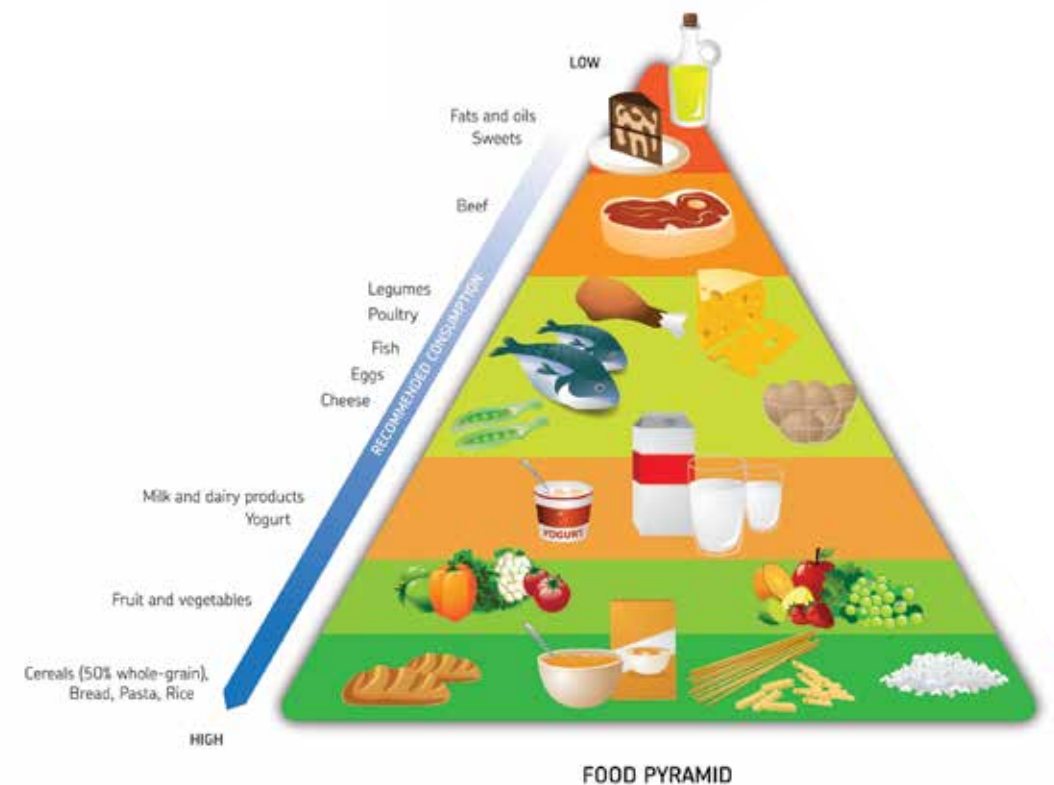 LOW
Fats and oils
Sweets
Beef
Legumes
Poultry
Fish
Eggs
Cheese
RECOMMENDED CONSUMPTION
Milk and dairy products
Yogurt
YOGURT
Fruit and vegetables
Cereals (50% whole-grain),
Bread, Pasta, Rice
HIGH
FOOD PYRAMID